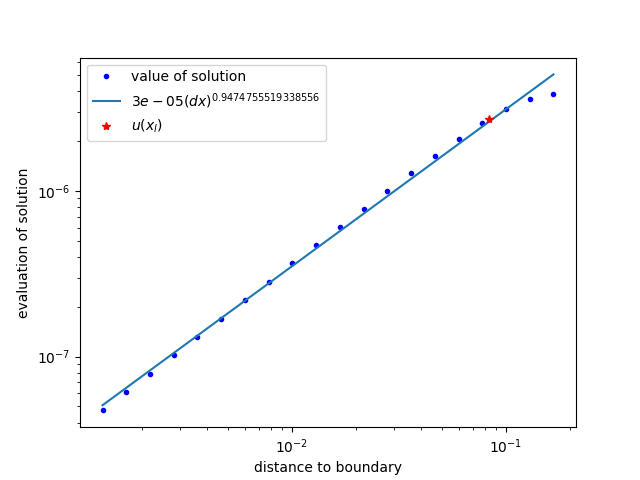 value of solution
3e − 05(dx)^0.9474755519338556
u(x_l)
evaluation of solution
10^−6
10^−7
10^−2
10^−1
distance to boundary